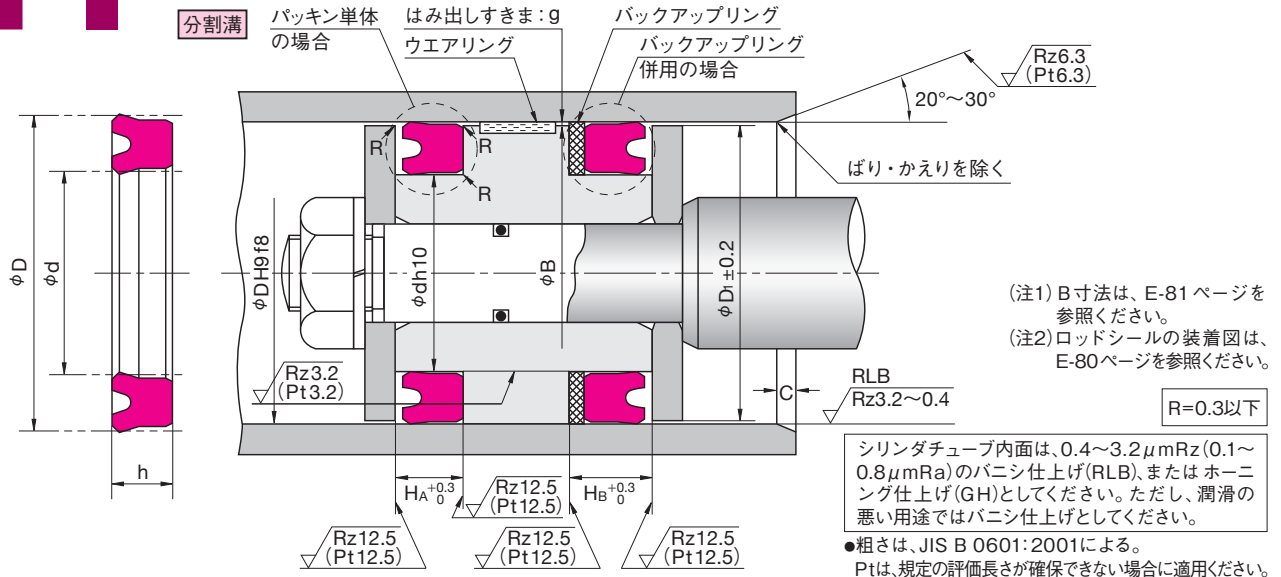 分割溝
パッキン単体
の場合
はみ出しすきま：g
ウエアリング
バックアップリング
バックアップリング
併用の場合
Rz6.3
(Pt6.3)
20°～30°
ばり・かえりを除く
R
R
R
φD
φd
h
φDH9f8
φdh10
φB
φD1±0.2
(注1) B寸法は、E-81ページを
参照ください。
(注2) ロッドシールの装着図は、
E-80ページを参照ください。
Rz3.2
(Pt3.2)
C
RLB
Rz3.2～0.4
R=0.3以下
HA +0.3 0
Rz12.5
(Pt12.5)
HB +0.3 0
Rz12.5
(Pt12.5)
Rz12.5
(Pt12.5)
Rz12.5
(Pt12.5)
シリンダチューブ内面は、0.4～3.2μmRz(0.1～
0.8μmRa)のバニシ仕上げ(RLB)、またはホーニ
ング仕上げ(GH)としてください。ただし、潤滑の
悪い用途ではバニシ仕上げとしてください。
●粗さは、JIS B 0601：2001による。
Ptは、規定の評価長さが確保できない場合に適用ください。